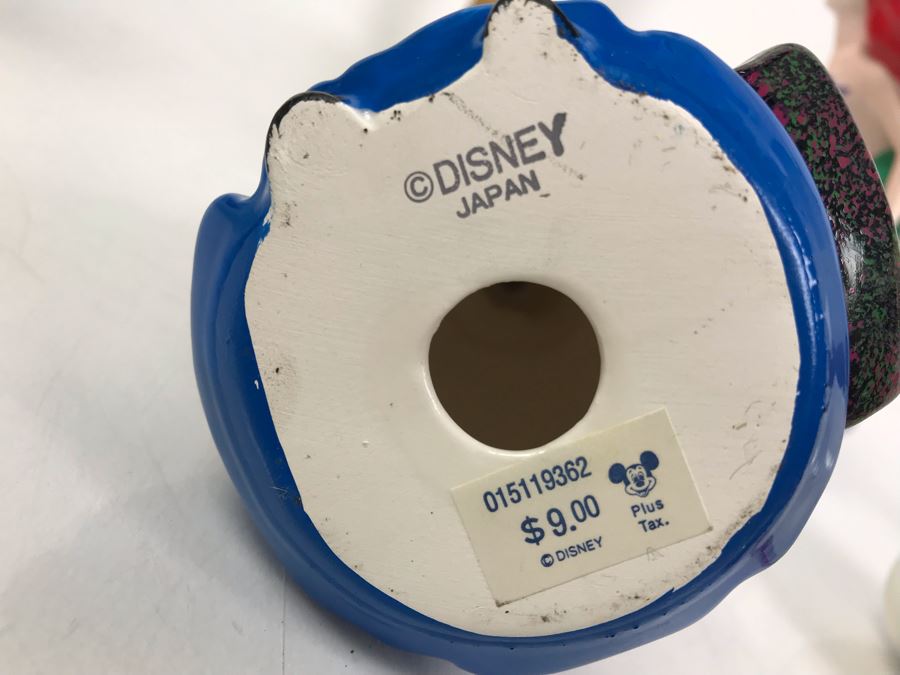 ©DISNEY
JAPAN
015119362
$9.00
Plus
Tax.
©DISNEY